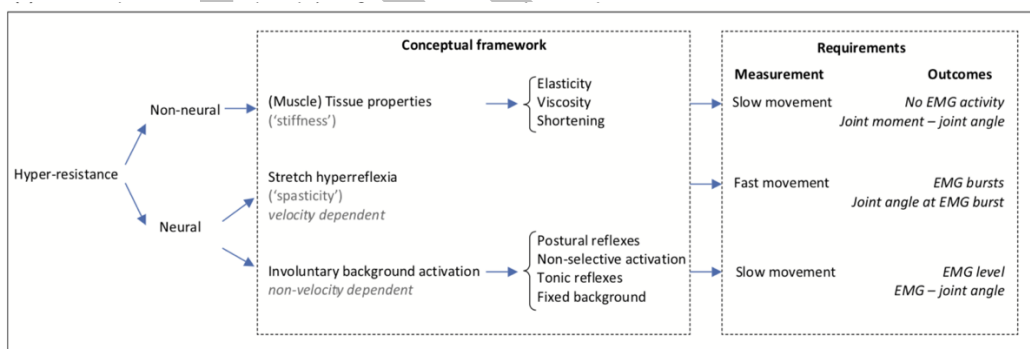 Conceptual framework
Requirements
Measurement
Outcomes
Hyper-resistance
Non-neural
Neural
(Muscle) Tissue properties
('stiffness')
Elasticity
Viscosity
Shortening
Slow movement
No EMG activity
Joint moment – joint angle
Stretch hyperreflexia
('spasticity')
velocity dependent
Fast movement
EMG bursts
Joint angle at EMG burst
Involuntary background activation
non-velocity dependent
Postural reflexes
Non-selective activation
Tonic reflexes
Fixed background
Slow movement
EMG level
EMG – joint angle